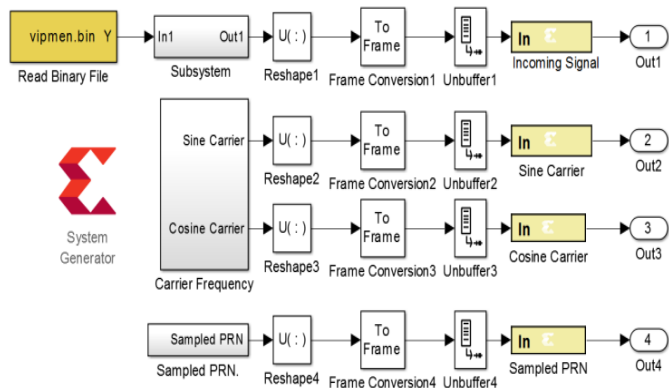 vipmen.bin Y
In1 Out1
U( : )
To
Frame
In
1
Read Binary File
Subsystem
Reshape1
Frame Conversion1
Unbuffer1
Incoming Signal
Out1
Sine Carrier
U( : )
To
Frame
In
2
Reshape2
Frame Conversion2
Unbuffer2
Sine Carrier
Out2
System
Generator
Cosine Carrier
U( : )
To
Frame
In
3
Carrier Frequency
Reshape3
Frame Conversion3
Unbuffer3
Cosine Carrier
Out3
Sampled PRN
U( : )
To
Frame
In
4
Sampled PRN.
Reshape4
Frame Conversion4
Unbuffer4
Sampled PRN
Out4